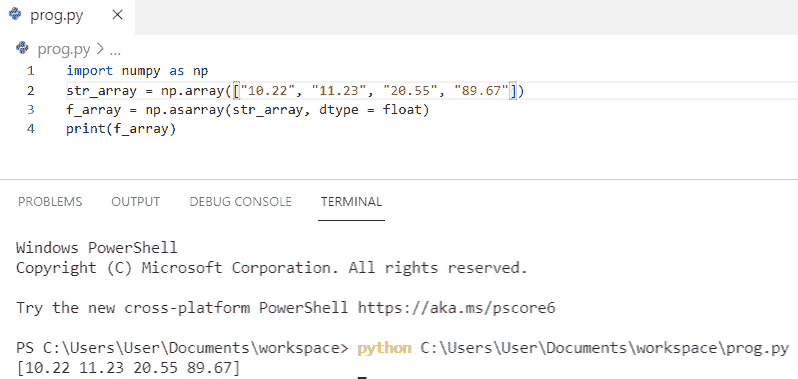 prog.py
prog.py > ...
1 import numpy as np
2 str_array = np.array(["10.22", "11.23", "20.55", "89.67"])
3 f_array = np.asarray(str_array, dtype = float)
4 print(f_array)
PROBLEMS OUTPUT DEBUG CONSOLE TERMINAL
Windows PowerShell
Copyright (C) Microsoft Corporation. All rights reserved.
Try the new cross-platform PowerShell https://aka.ms/pscore6
PS C:\Users\User\Documents\workspace> python C:\Users\User\Documents\workspace\prog.py
[10.22 11.23 20.55 89.67]